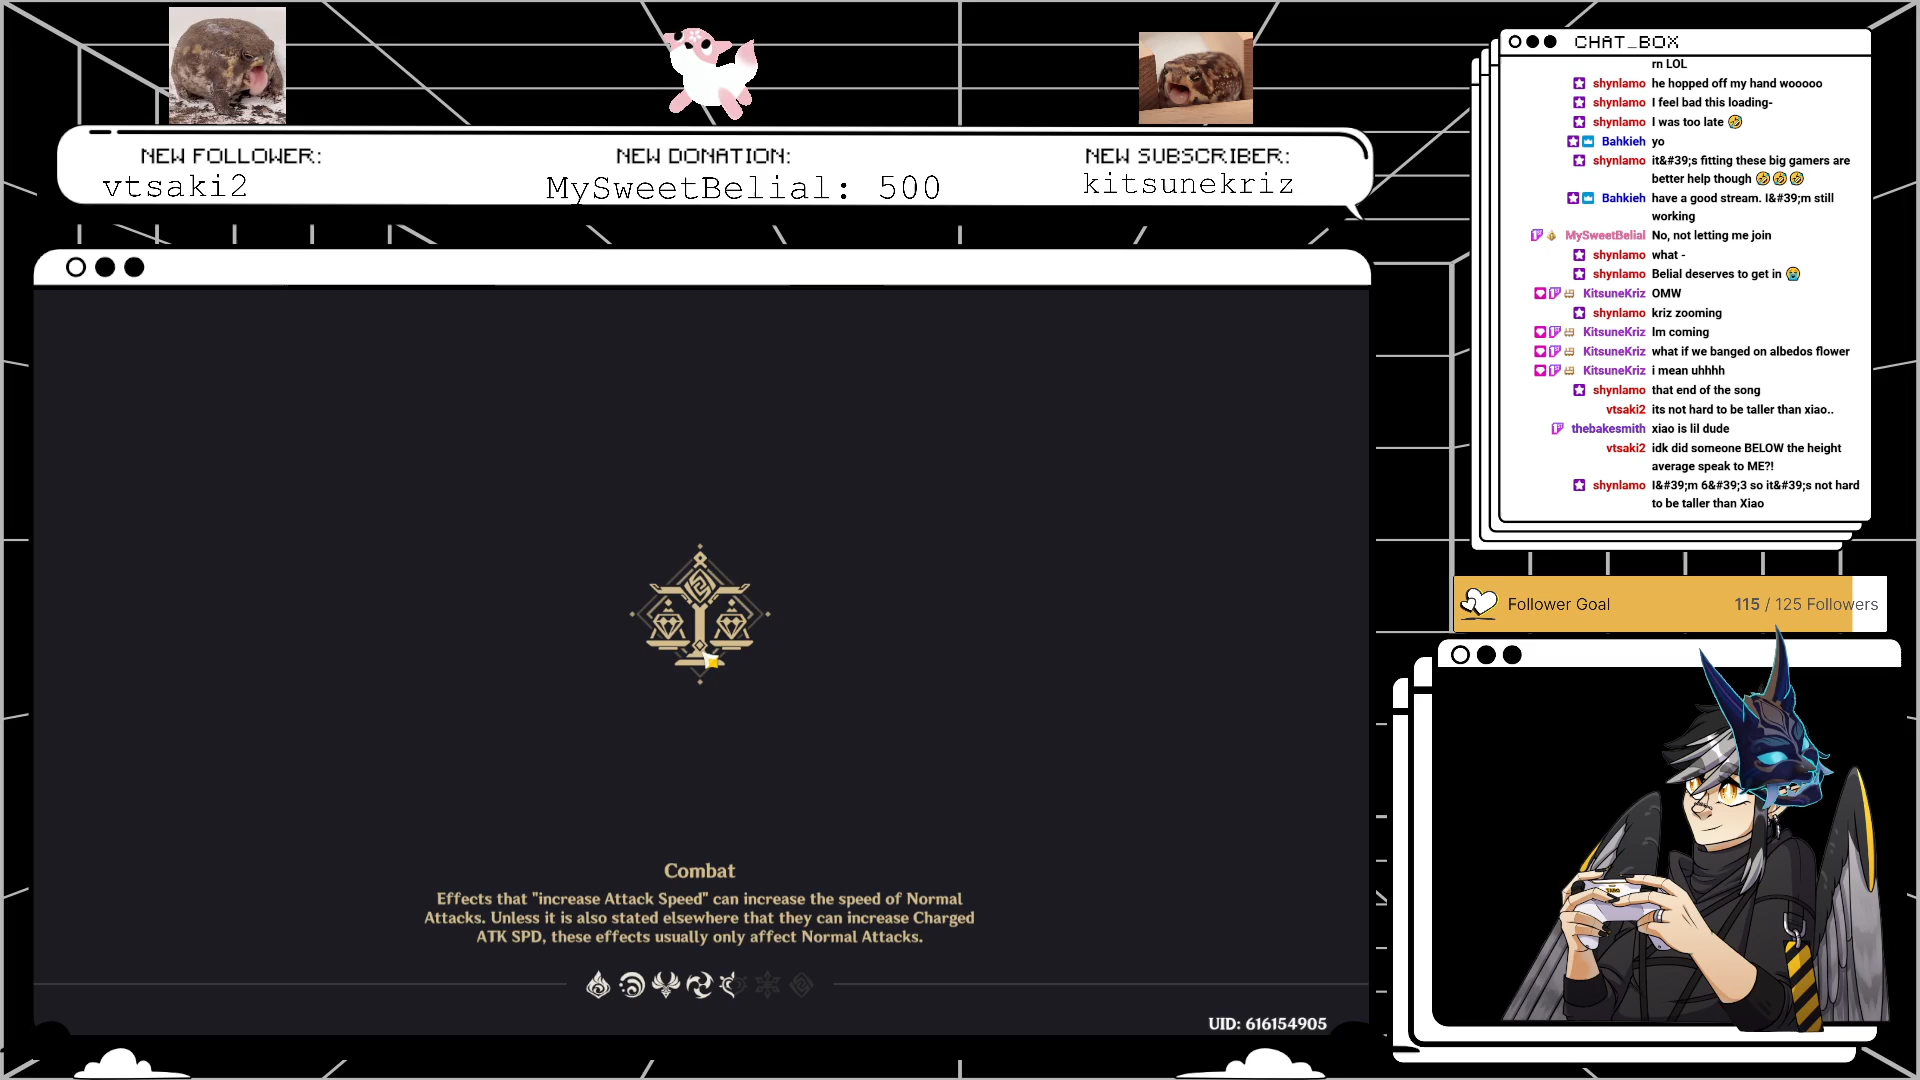 NEW FOLLOWER:
vtsaki2
NEW DONATION:
MySweetBelial: 500
NEW SUBSCRIBER:
kitsunekriz
CHAT_BOX
rn LOL
shynlamo he hopped off my hand wooooo
shynlamo I feel bad this loading-
shynlamo I was too late 🤣
Bahkieh yo
shynlamo it&#39;s fitting these big gamers are
better help though 🤣🤣🤣
Bahkieh have a good stream. I&#39;m still
working
MySweetBelial No, not letting me join
shynlamo what -
shynlamo Belial deserves to get in 😭
KitsuneKriz OMW
shynlamo kriz zooming
KitsuneKriz Im coming
KitsuneKriz what if we banged on albedos flower
KitsuneKriz i mean uhhhh
shynlamo that end of the song
vtsaki2 its not hard to be taller than xiao..
thebakesmith xiao is lil dude
vtsaki2 idk did someone BELOW the height
average speak to ME?!
shynlamo I&#39;m 6&#39;3 so it&#39;s not hard
to be taller than Xiao
Follower Goal 115 / 125 Followers
Combat
Effects that "increase Attack Speed" can increase the speed of Normal
Attacks. Unless it is also stated elsewhere that they can increase Charged
ATK SPD, these effects usually only affect Normal Attacks.
UID: 616154905